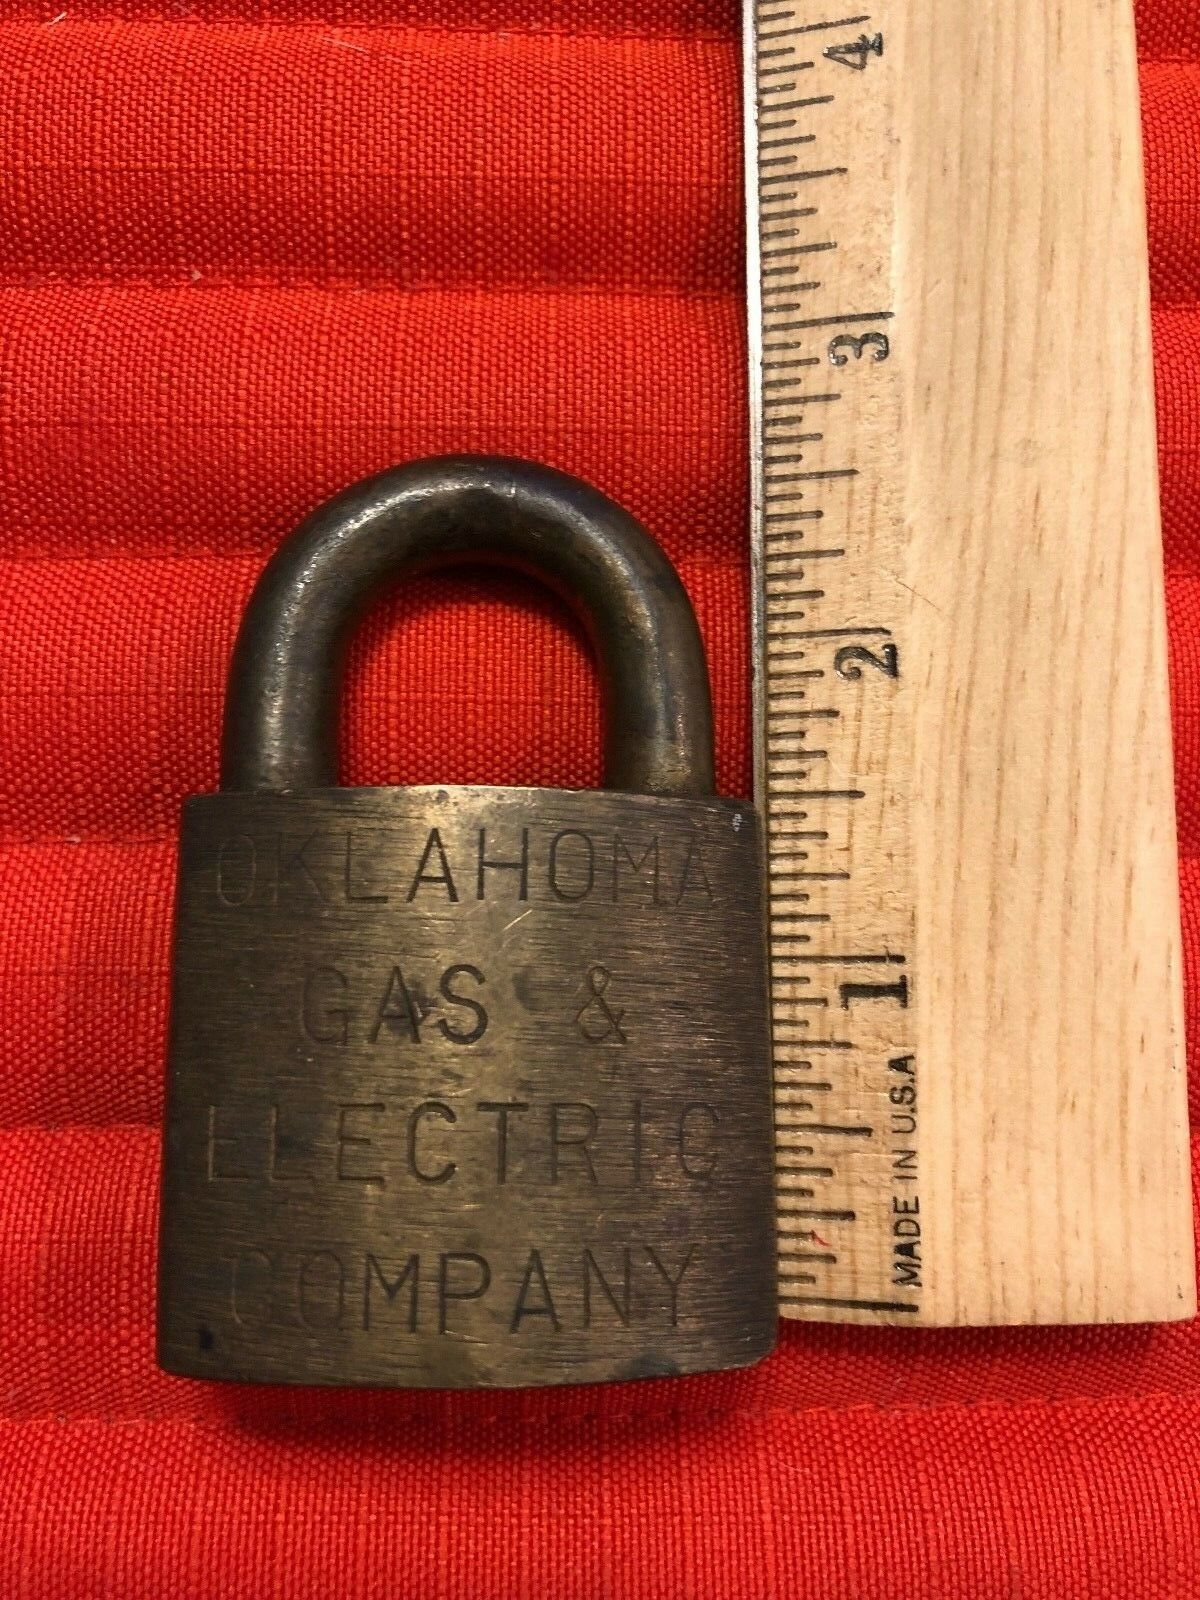 OKLAHOMA
GAS &
ELECTRIC
COMPANY
4
3
2
1
MADE IN U.S.A